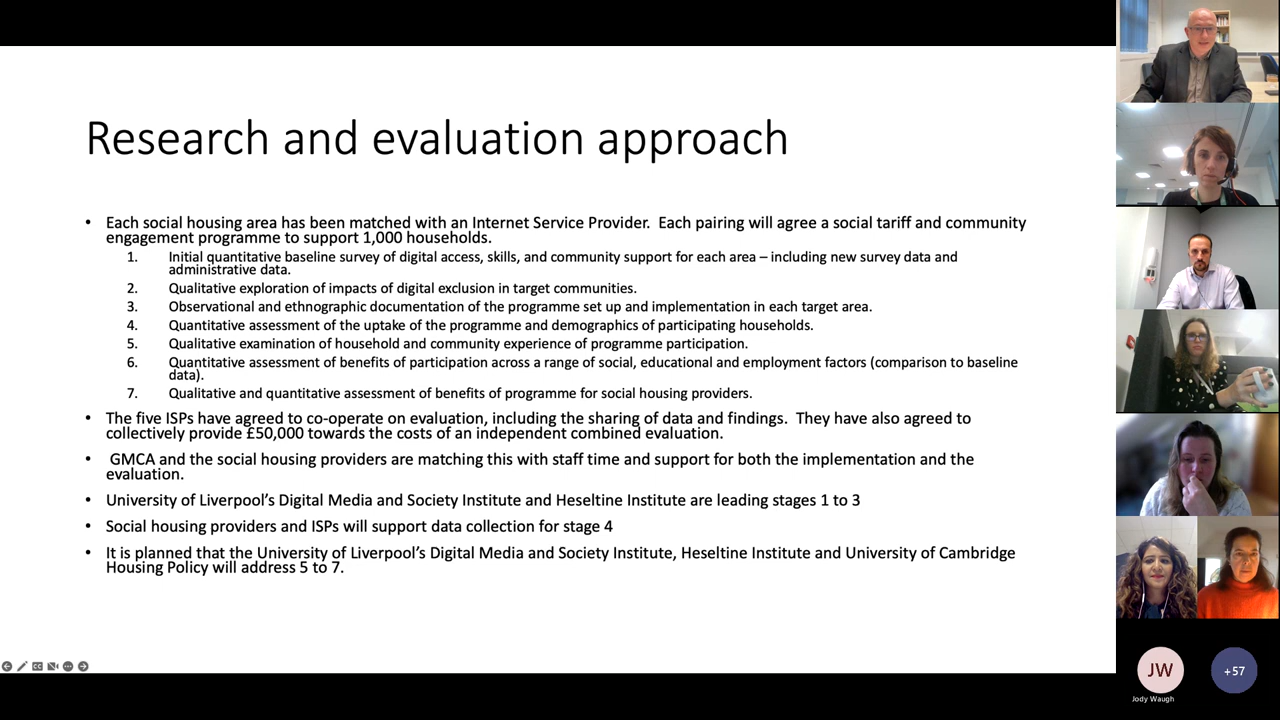 Research and evaluation approach
• Each social housing area has been matched with an Internet Service Provider.  Each pairing will agree a social tariff and community
engagement programme to support 1,000 households.
1. Initial quantitative baseline survey of digital access, skills, and community support for each area – including new survey data and
administrative data.
2. Qualitative exploration of impacts of digital exclusion in target communities.
3. Observational and ethnographic documentation of the programme set up and implementation in each target area.
4. Quantitative assessment of the uptake of the programme and demographics of participating households.
5. Qualitative examination of household and community experience of programme participation.
6. Quantitative assessment of benefits of participation across a range of social, educational and employment factors (comparison to baseline
data).
7. Qualitative and quantitative assessment of benefits of programme for social housing providers.
• The five ISPs have agreed to co-operate on evaluation, including the sharing of data and findings.  They have also agreed to
collectively provide £50,000 towards the costs of an independent combined evaluation.
• GMCA and the social housing providers are matching this with staff time and support for both the implementation and the
evaluation.
• University of Liverpool's Digital Media and Society Institute and Heseltine Institute are leading stages 1 to 3
• Social housing providers and ISPs will support data collection for stage 4
• It is planned that the University of Liverpool's Digital Media and Society Institute, Heseltine Institute and University of Cambridge
Housing Policy will address 5 to 7.
JW
+57
Jody Waugh